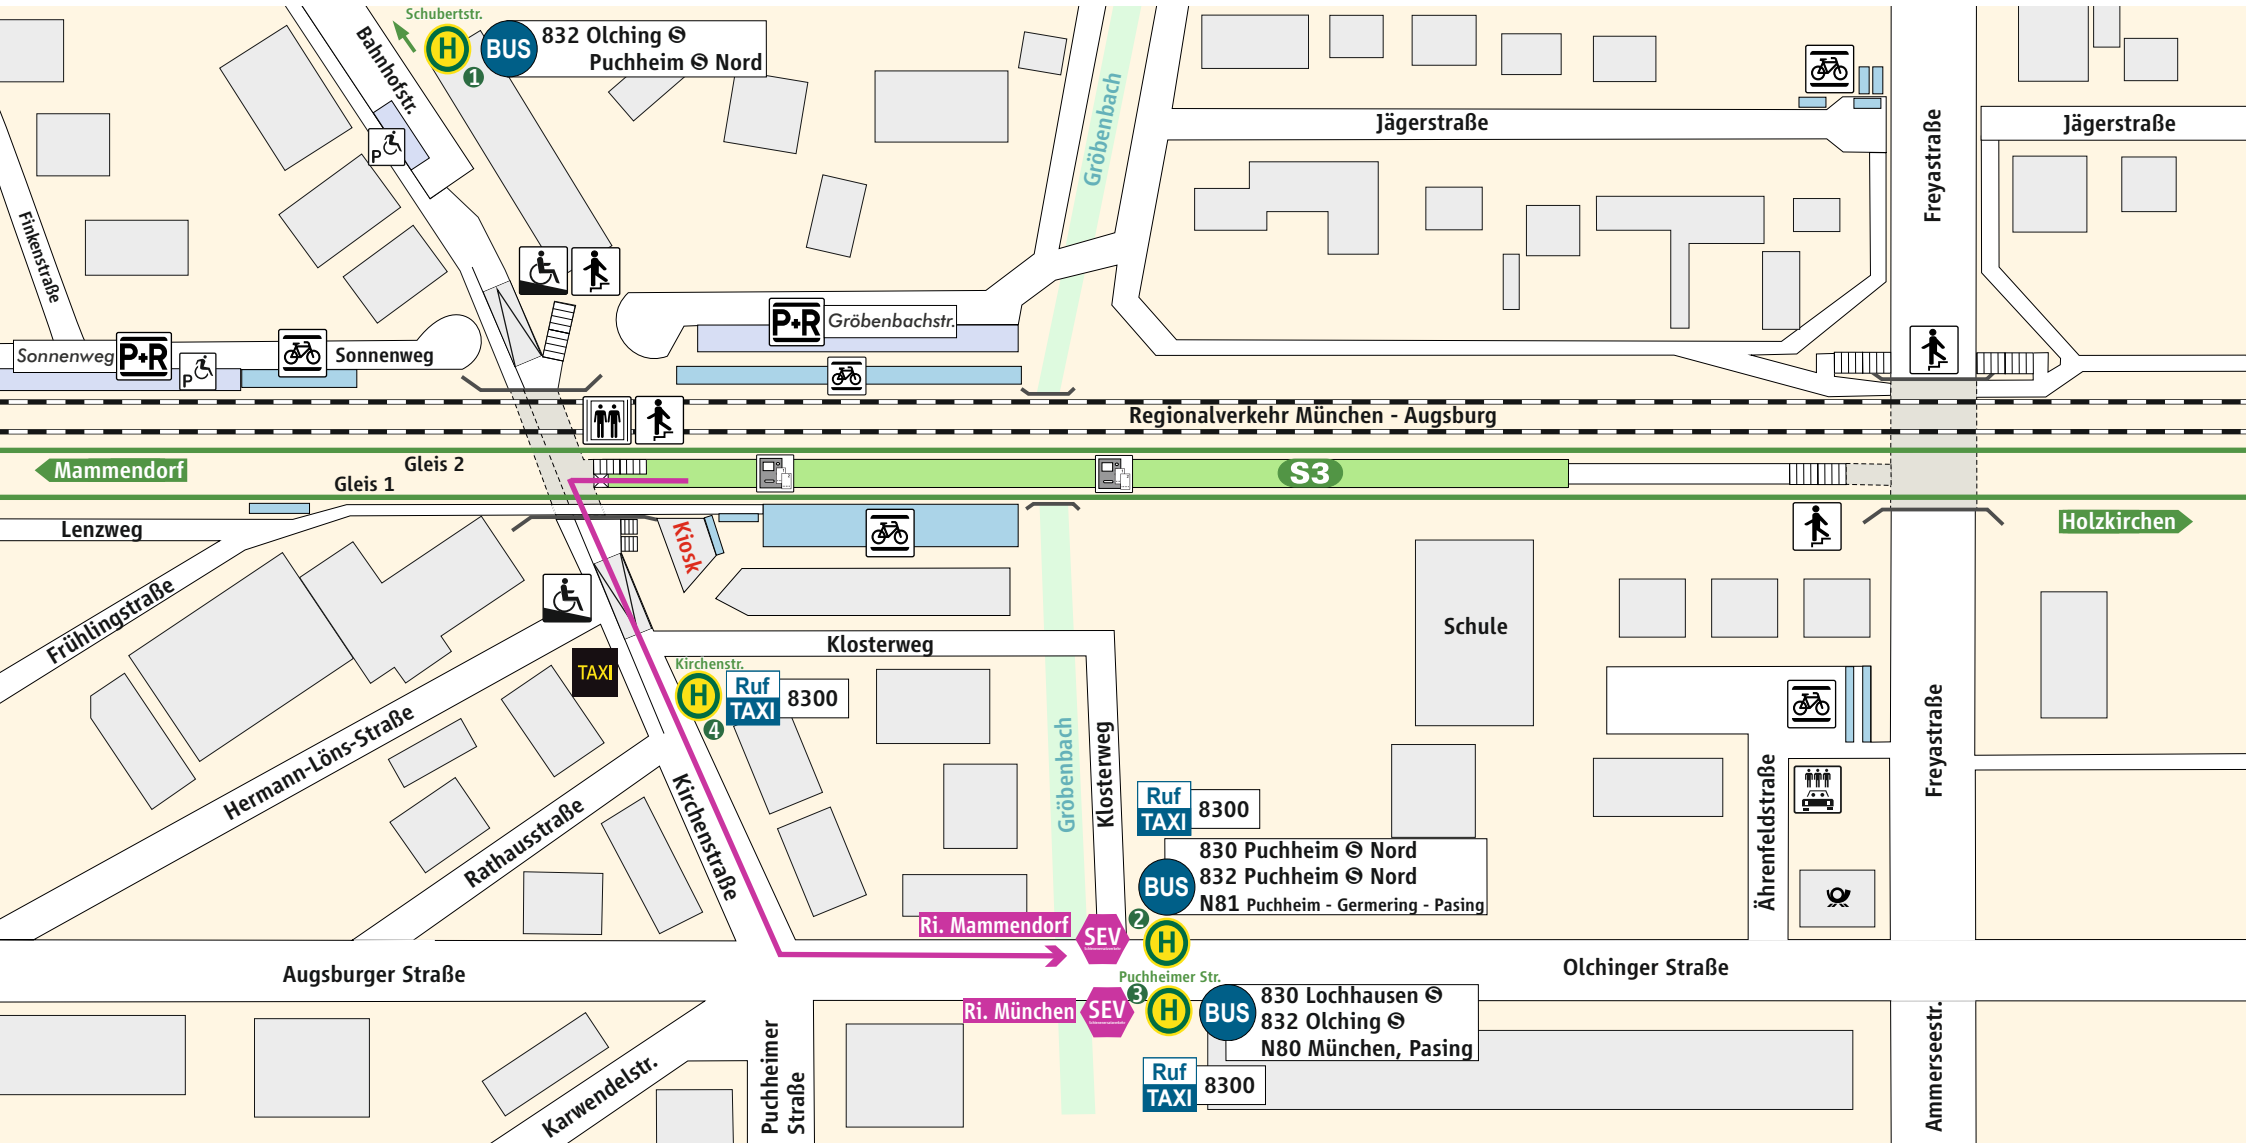 Schubertstr.
H
1
BUS
832 Olching S
Puchheim S Nord
Bahnhofstr.
P
Gröbenbach
Jägerstraße
Freyastraße
Jägerstraße
Finkenstraße
Sonnenweg
P+R
P
Sonnenweg
P+R
Gröbenbachstr.
Regionalverkehr München - Augsburg
Mammendorf
Gleis 2
Gleis 1
S3
Holzkirchen
Lenzweg
Kiosk
Frühlingstraße
Schule
Klosterweg
TAXI
Kirchenstr.
H
4
Ruf
TAXI
8300
Hermann-Löns-Straße
Rathausstraße
Kirchenstraße
Gröbenbach
Klosterweg
Ruf
TAXI
8300
BUS
830 Puchheim S Nord
832 Puchheim S Nord
N81 Puchheim - Germering - Pasing
Ährenfeldstraße
Freyastraße
Ri. Mammendorf
SEV
2
H
Augsburger Straße
Olchinger Straße
Puchheimer Str.
Ri. München
SEV
3
H
BUS
830 Lochhausen S
832 Olching S
N80 München, Pasing
Ruf
TAXI
8300
Karwendelstr.
Puchheimer
Straße
Ammerseestr.